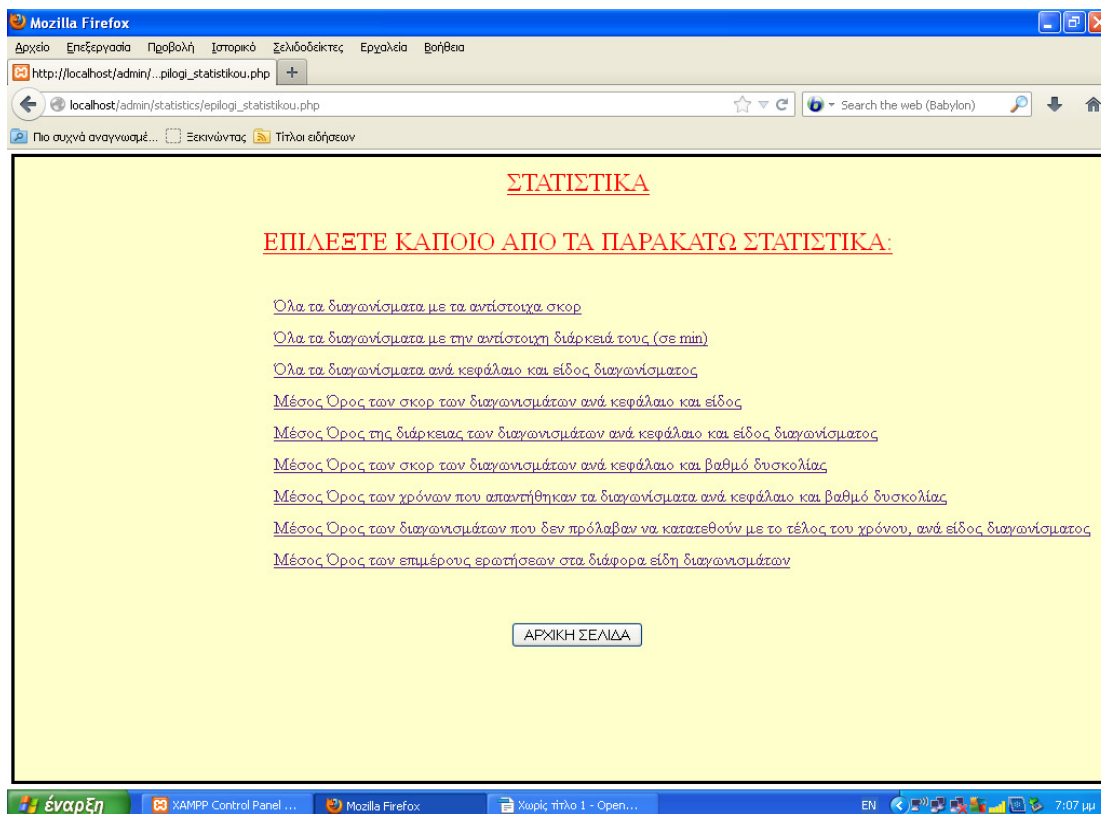 Mozilla Firefox
Αρχείο Επεξεργασία Προβολή Ιστορικό Σελιδοδείκτες Εργαλεία Βοήθεια
http://localhost/admin/...pilogi_statistikou.php
localhost/admin/statistics/epilogi_statistikou.php
Search the web (Babylon)
Πιο συχνά αναγνωσμέ... Ξεκινώντας Τίτλοι ειδήσεων
ΣΤΑΤΙΣΤΙΚΑ
ΕΠΙΛΕΞΤΕ ΚΑΠΟΙΟ ΑΠΟ ΤΑ ΠΑΡΑΚΑΤΩ ΣΤΑΤΙΣΤΙΚΑ:
Όλα τα διαγωνίσματα με τα αντίστοιχα σκορ
Όλα τα διαγωνίσματα με την αντίστοιχη διάρκειά τους (σε min)
Όλα τα διαγωνίσματα ανά κεφάλαιο και είδος διαγωνίσματος
Μέσος Όρος των σκορ των διαγωνισμάτων ανά κεφάλαιο και είδος
Μέσος Όρος της διάρκειας των διαγωνισμάτων ανά κεφάλαιο και είδος διαγωνίσματος
Μέσος Όρος των σκορ των διαγωνισμάτων ανά κεφάλαιο και βαθμό δυσκολίας
Μέσος Όρος των χρόνων που απαντήθηκαν τα διαγωνίσματα ανά κεφάλαιο και βαθμό δυσκολίας
Μέσος Όρος των διαγωνισμάτων που δεν πρόλαβαν να κατατεθούν με το τέλος του χρόνου, ανά είδος διαγωνίσματος
Μέσος Όρος των επιμέρους ερωτήσεων στα διάφορα είδη διαγωνισμάτων
ΑΡΧΙΚΗ ΣΕΛΙΔΑ
έναρξη XAMPP Control Panel ... Mozilla Firefox Χωρίς τίτλο 1 - Open... EN 7:07 μμ